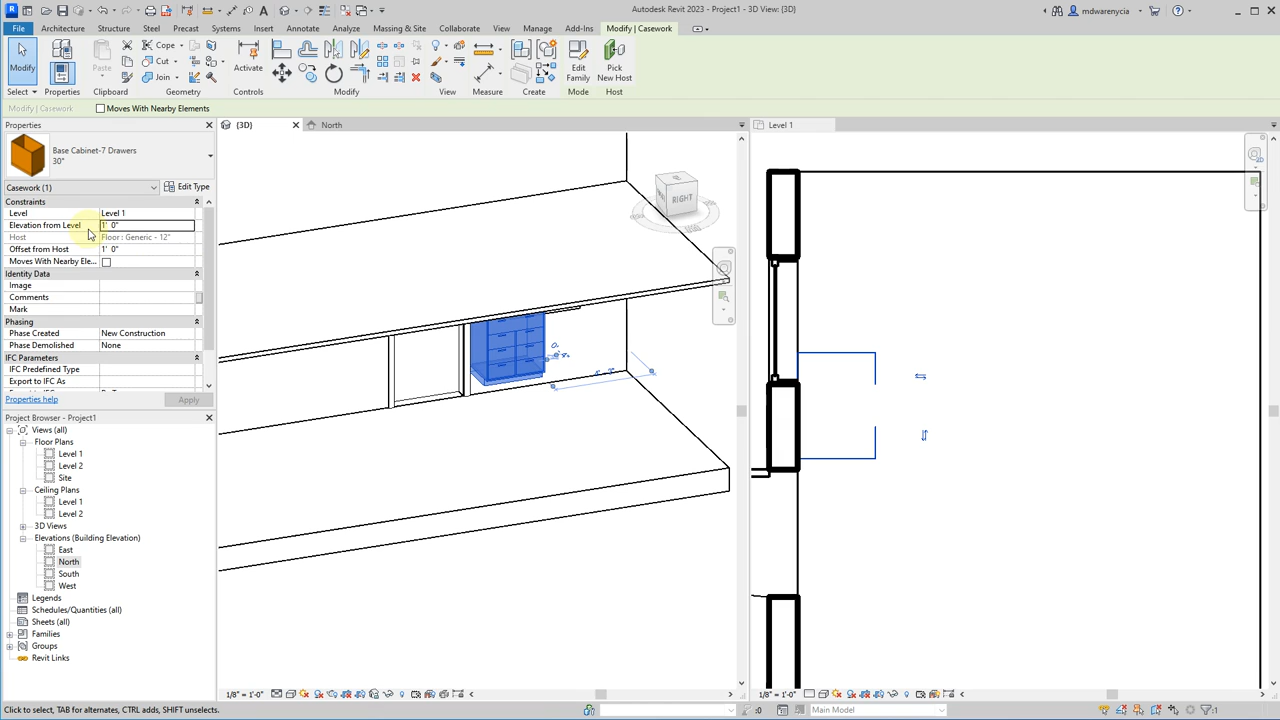 Autodesk Revit 2023 - Project1 - 3D View: {3D}
mdwarenycia
File Architecture Structure Steel Precast Systems Insert Annotate Analyze Massing & Site Collaborate View Manage Add-Ins Modify | Casework
Modify
Paste
Cope
Cut
Join
Activate
Edit
Family
Pick
New Host
Select Properties Clipboard Geometry Controls Modify View Measure Create Mode Host
Modify | Casework Moves With Nearby Elements
Properties
{3D} North Level 1
Base Cabinet-7 Drawers
30"
Casework (1) Edit Type
Constraints
Level Level 1
Elevation from Level 1' 0"
Host Floor : Generic - 12"
Offset from Host 1' 0"
Moves With Nearby Ele...
Identity Data
Image
Comments
Mark
Phasing
Phase Created New Construction
Phase Demolished None
IFC Parameters
IFC Predefined Type
Export to IFC As
Properties help Apply
RIGHT
Project Browser - Project1
Views (all)
Floor Plans
Level 1
Level 2
Site
Ceiling Plans
Level 1
Level 2
3D Views
Elevations (Building Elevation)
East
North
South
West
Legends
Schedules/Quantities (all)
Sheets (all)
Families
Groups
Revit Links
1/8" = 1'-0"
1/8" = 1'-0"
Click to select, TAB for alternates, CTRL adds, SHIFT unselects.
:0 Main Model :1